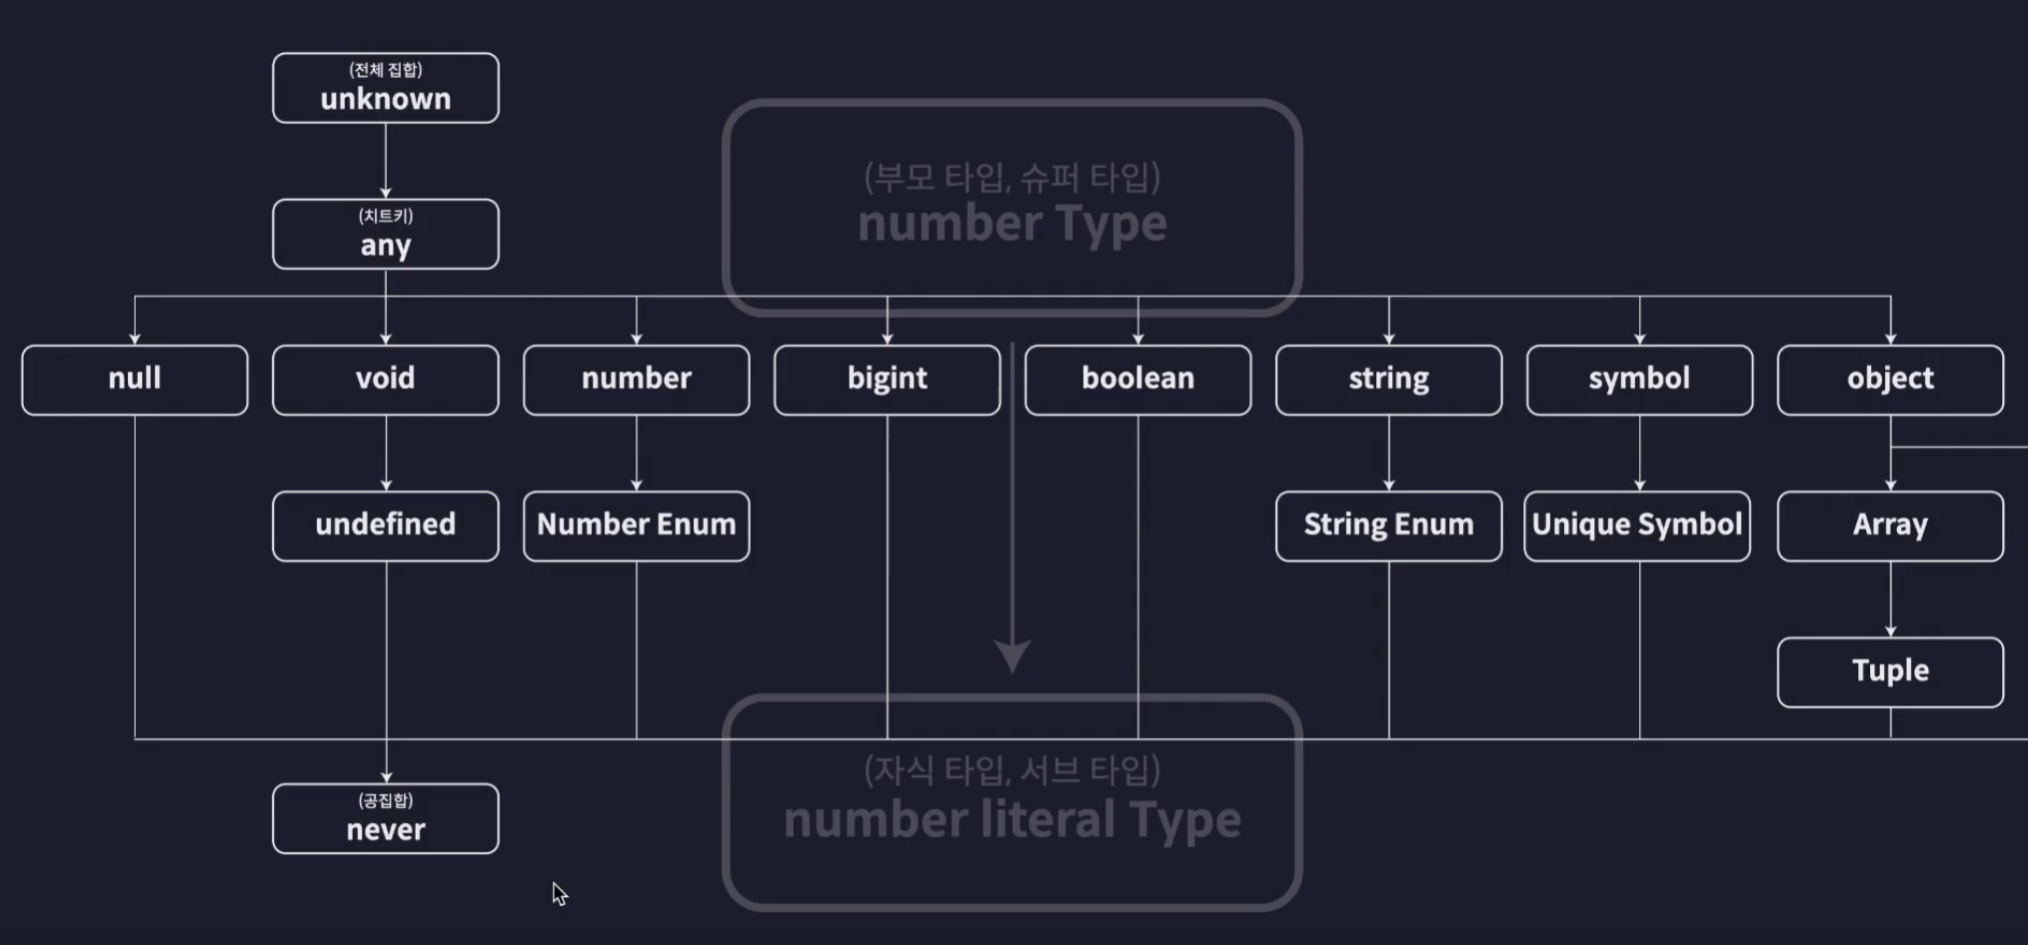 (전체 집합)
unknown
(부모 타입, 슈퍼 타입)
number Type
(치트키)
any
null
void
number
bigint
boolean
string
symbol
object
undefined
Number Enum
String Enum
Unique Symbol
Array
Tuple
(자식 타입, 서브 타입)
number literal Type
(공집합)
never